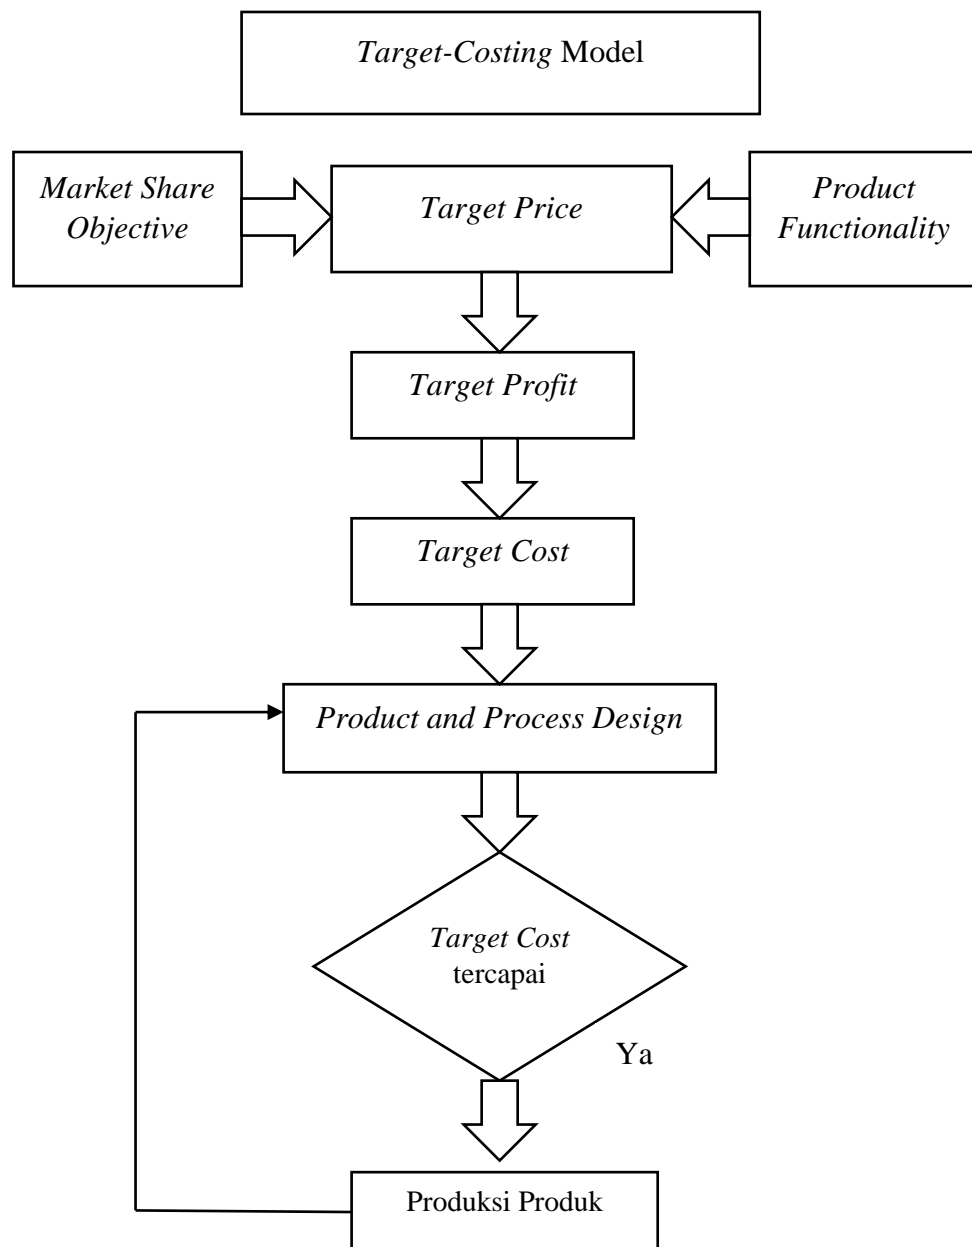 Target-Costing Model
Market Share
Objective
Target Price
Product
Functionality
Target Profit
Target Cost
Product and Process Design
Target Cost
tercapai
Ya
Produksi Produk